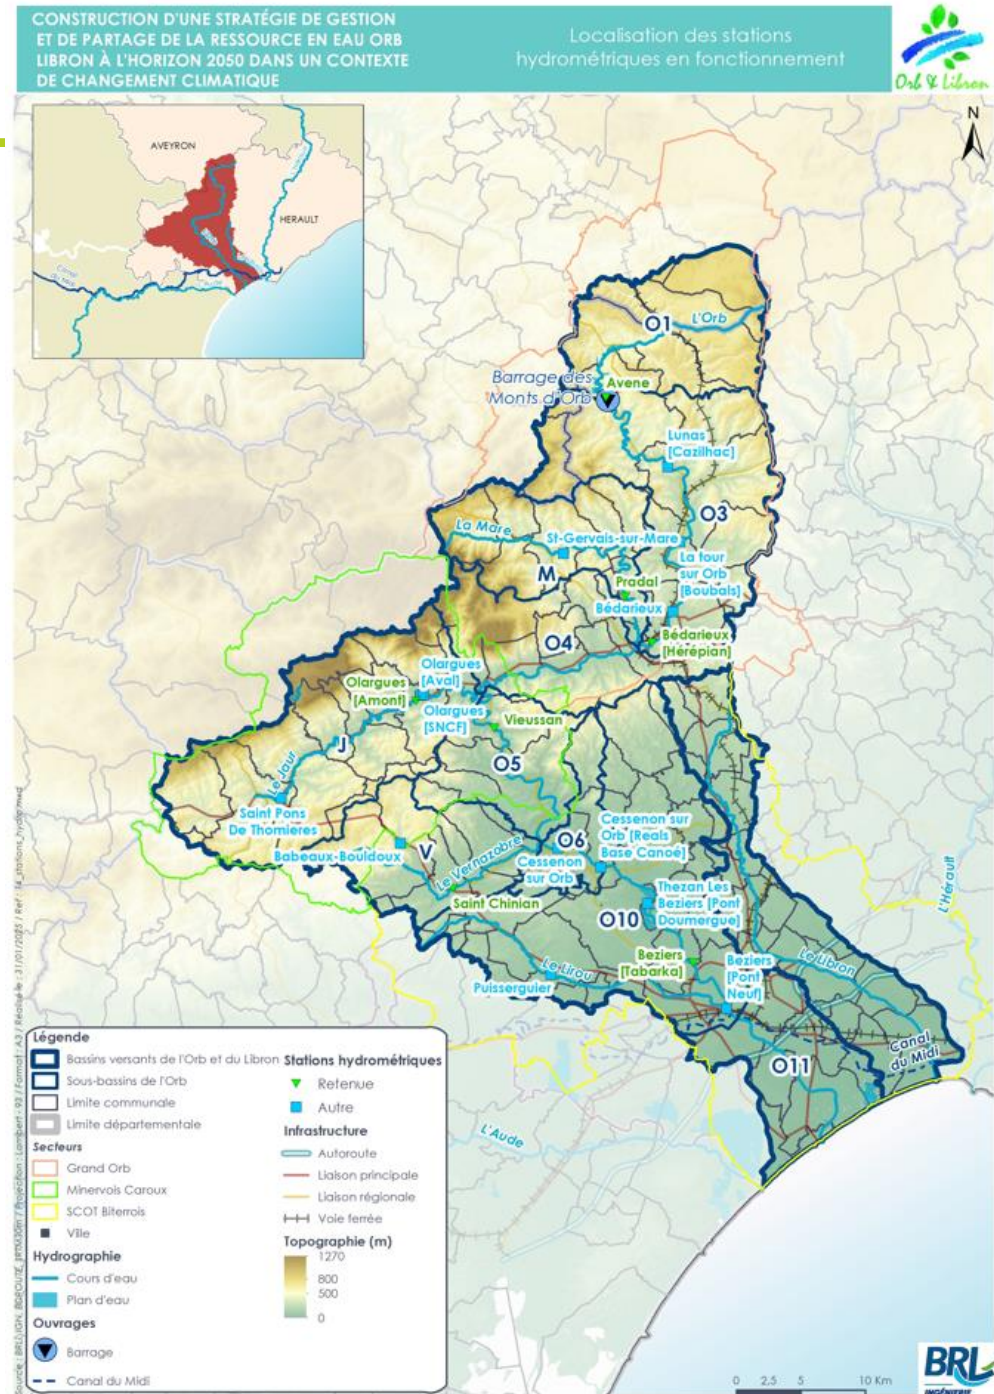 CONSTRUCTION D'UNE STRATÉGIE DE GESTION
ET DE PARTAGE DE LA RESSOURCE EN EAU ORB
LIBRON À L'HORIZON 2050 DANS UN CONTEXTE
DE CHANGEMENT CLIMATIQUE
Localisation des stations
hydrométriques en fonctionnement
Orb & Libron
N
AVEYRON
HERAULT
Canal
du Midi
L'Aude
O1
L'Orb
Barrage des
Monts d'Orb
Avene
Lunas
[Cazilhac]
O3
La Mare
St-Gervais-sur-Mare
M
La tour
sur Orb
[Boubals]
Pradal
Bédarieux
Bédarieux
[Hérépian]
O4
Olargues
[Aval]
Olargues
[Amont]
Olargues
[SNCF]
Vieussan
J
Le Jaur
O5
Saint Pons
De Thomieres
Babeaux-Bouldoux
V
Le Vernazobre
O6
Cessenon
sur Orb
Cessenon sur
Orb [Reals
Base Canoé]
Saint Chinian
O10
Thezan Les
Beziers [Pont
Doumergue]
L'Hérault
Beziers
[Tabarka]
Beziers
[Pont
Neuf]
Le Lirou
Le Libron
Puisserguier
Canal
du Midi
O11
L'Aude
Légende
Bassins versants de l'Orb et du Libron
Sous-bassins de l'Orb
Limite communale
Limite départementale
Secteurs
Grand Orb
Minervois Caroux
SCOT Biterrois
Ville
Hydrographie
Cours d'eau
Plan d'eau
Ouvrages
Barrage
Canal du Midi
Stations hydrométriques
Retenue
Autre
Infrastructure
Autoroute
Liaison principale
Liaison régionale
Voie ferrée
Topographie (m)
1270
800
500
0
0 2,5 5 10 Km
BRL
INGÉNIERIE